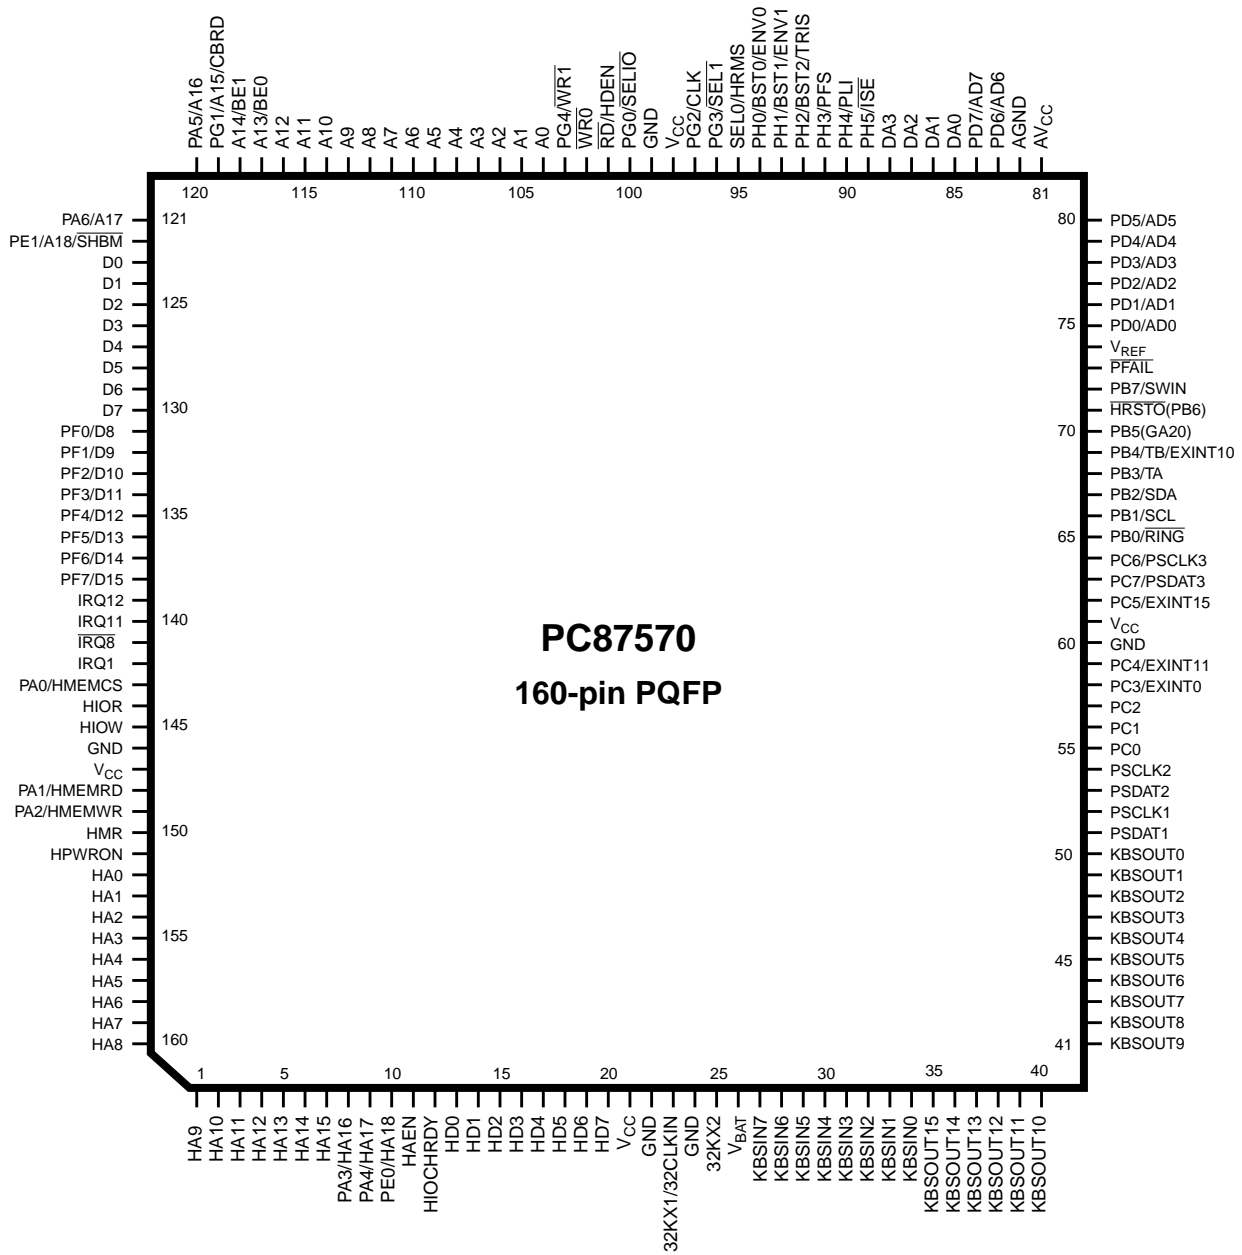 PA5/A16
PG1/A15/CBRD
A14/BE1
A13/BE0
A12
A11
A10
A9
A8
A7
A6
A5
A4
A3
A2
A1
A0
PG4/WR1
WR0
RD/HDEN
PG0/SELIO
GND
VCC
PG2/CLK
PG3/SEL1
SEL0/HRMS
PH0/BST0/ENV0
PH1/BST1/ENV1
PH2/BST2/TRIS
PH3/PFS
PH4/PLI
PH5/ISE
DA3
DA2
DA1
DA0
PD7/AD7
PD6/AD6
AGND
AVCC
120 115 110 105 100 95 90 85 81
PA6/A17
PE1/A18/SHBM
D0
D1
D2
D3
D4
D5
D6
D7
PF0/D8
PF1/D9
PF2/D10
PF3/D11
PF4/D12
PF5/D13
PF6/D14
PF7/D15
IRQ12
IRQ11
IRQ8
IRQ1
PA0/HMEMCS
HIOR
HIOW
GND
VCC
PA1/HMEMRD
PA2/HMEMWR
HMR
HPWRON
HA0
HA1
HA2
HA3
HA4
HA5
HA6
HA7
HA8
121
125
130
135
140
145
150
155
160
PC87570
160-pin PQFP
80
75
70
65
60
55
50
45
41
PD5/AD5
PD4/AD4
PD3/AD3
PD2/AD2
PD1/AD1
PD0/AD0
VREF
PFAIL
PB7/SWIN
HRSTO(PB6)
PB5(GA20)
PB4/TB/EXINT10
PB3/TA
PB2/SDA
PB1/SCL
PB0/RING
PC6/PSCLK3
PC7/PSDAT3
PC5/EXINT15
VCC
GND
PC4/EXINT11
PC3/EXINT0
PC2
PC1
PC0
PSCLK2
PSDAT2
PSCLK1
PSDAT1
KBSOUT0
KBSOUT1
KBSOUT2
KBSOUT3
KBSOUT4
KBSOUT5
KBSOUT6
KBSOUT7
KBSOUT8
KBSOUT9
1 5 10 15 20 25 30 35 40
HA9
HA10
HA11
HA12
HA13
HA14
HA15
PA3/HA16
PA4/HA17
PE0/HA18
HAEN
HIOCHRDY
HD0
HD1
HD2
HD3
HD4
HD5
HD6
HD7
VCC
GND
32KX1/32CLKIN
GND
32KX2
VBAT
KBSIN7
KBSIN6
KBSIN5
KBSIN4
KBSIN3
KBSIN2
KBSIN1
KBSIN0
KBSOUT15
KBSOUT14
KBSOUT13
KBSOUT12
KBSOUT11
KBSOUT10